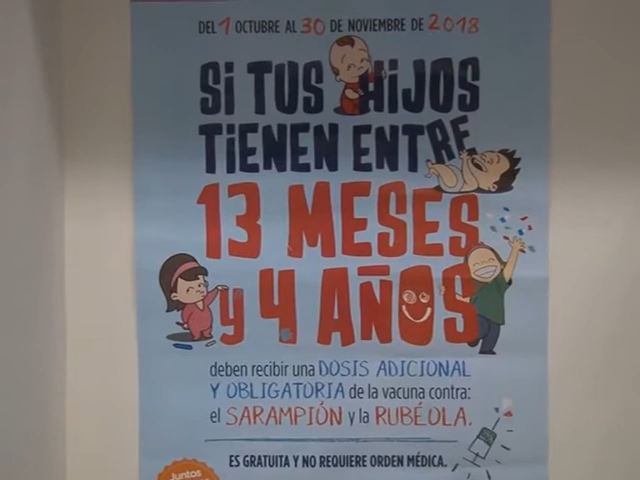 DEL 1 OCTUBRE AL 30 DE NOVIEMBRE DE 2018
Si TUS HiJOS
TiENEN ENTRE
13 MESES
y 4 AÑOS
deben recibir una DOSIS ADICIONAL
Y OBLIGATORIA de la vacuna contra:
el SARAMPIÓN y la RUBÉOLA.
ES GRATUITA Y NO REQUIERE ORDEN MÉDICA.
Juntos